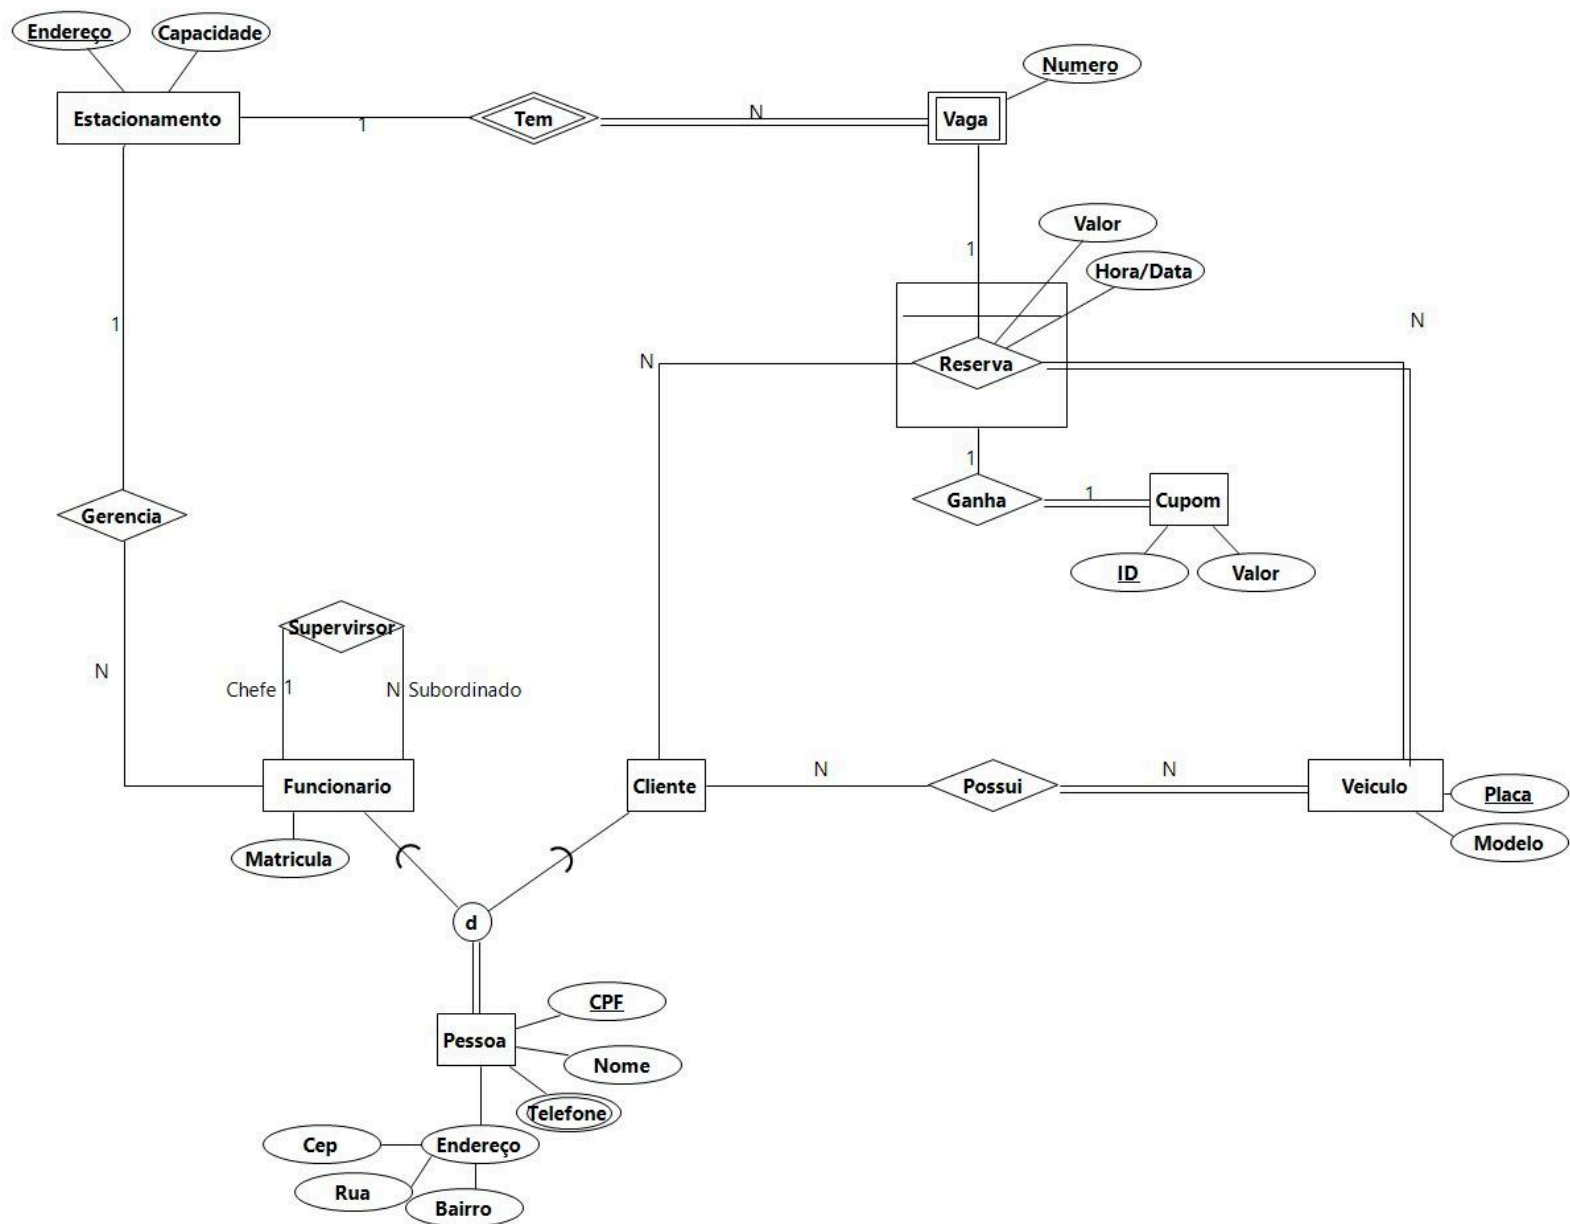 Endereço
Capacidade
Numero
Estacionamento
1
Tem
N
Vaga
Valor
1
Hora/Data
1
N
N
Reserva
1
Ganha
1
Cupom
Gerencia
ID
Valor
Supervirsor
N
Chefe
1
N
Subordinado
Funcionario
Cliente
N
Possui
N
Veiculo
Placa
Matricula
Modelo
d
CPF
Pessoa
Nome
Telefone
Cep
Endereço
Rua
Bairro